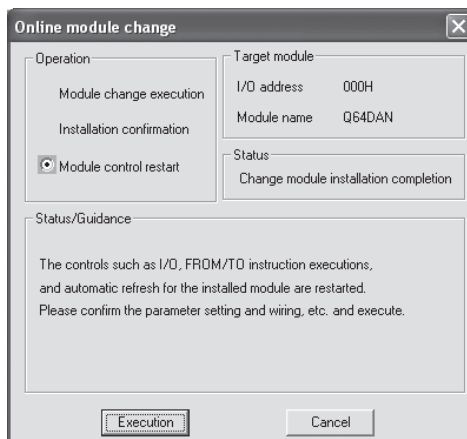 Online module change
Operation
Module change execution
Installation confirmation
Module control restart
Target module
I/O address 000H
Module name Q64DAN
Status
Change module installation completion
Status/Guidance
The controls such as I/O, FROM/TO instruction executions,
and automatic refresh for the installed module are restarted.
Please confirm the parameter setting and wiring, etc. and execute.
Execution
Cancel